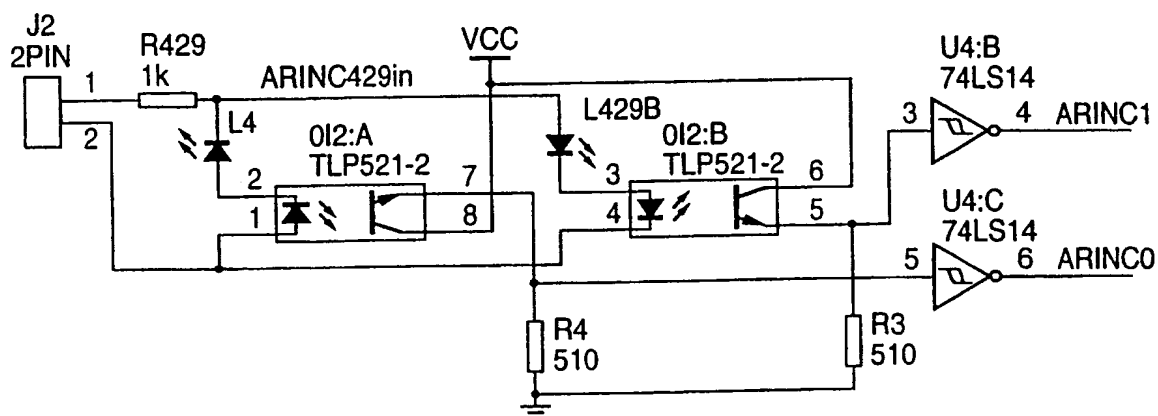 J2
2PIN
1
2
R429
1k
ARINC429in
L4
VCC
0I2:A
TLP521-2
2
1
7
8
L429B
0I2:B
TLP521-2
3
4
6
5
U4:B
74LS14
3
4
ARINC1
U4:C
74LS14
5
6
ARINC0
R4
510
R3
510